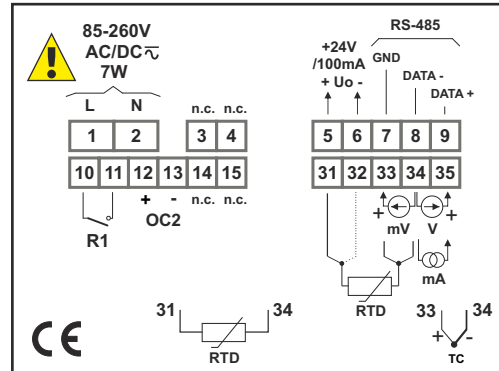 85-260V
AC/DC
7W
L N
n.c. n.c.
1 2 3 4
10 11 12 13 14 15
+ - n.c. n.c.
OC2
R1
RS-485
+24V
/100mA
+ Uo -
GND
DATA -
DATA +
5 6 7 8 9
31 32 33 34 35
+ +
mV V
mA
RTD
31 34
RTD
33 34
+ -
TC
CE